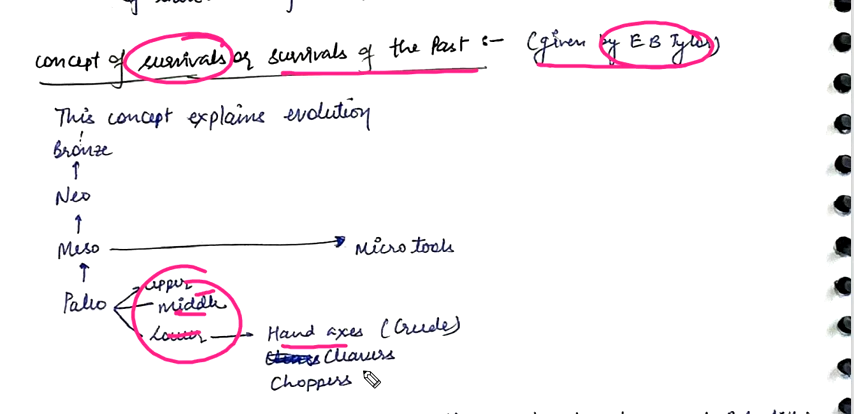 concept of survivals or survivals of the Past :- (given by E B Tylor)
This concept explains evolution
Bronze
Neo
Meso Micro tools
upper
Paleo middle
Lower Hand axes (Crude)
Cleavers
Choppers